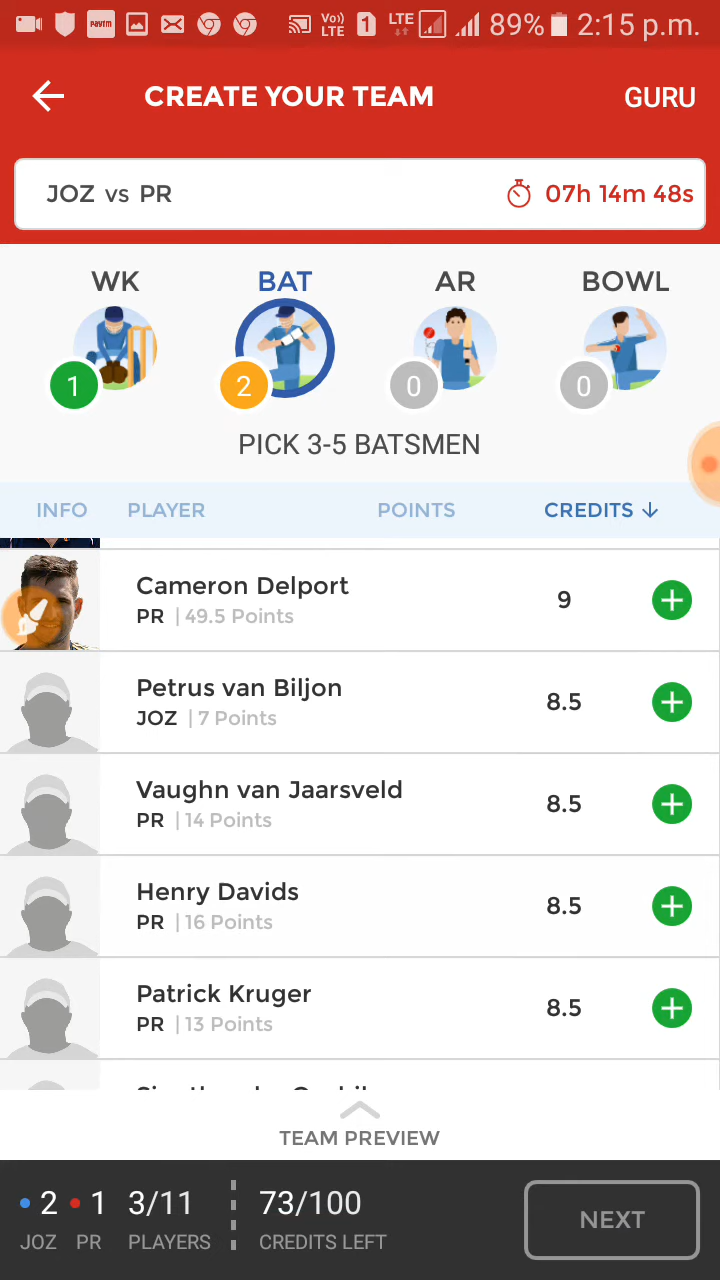 paytm Vo)) LTE 1 LTE 89% 2:15 p.m.
CREATE YOUR TEAM GURU
JOZ vs PR 07h 14m 48s
WK BAT AR BOWL
1 2 0 0
PICK 3-5 BATSMEN
INFO PLAYER POINTS CREDITS
Cameron Delport
PR | 49.5 Points
9
Petrus van Biljon
JOZ | 7 Points
8.5
Vaughn van Jaarsveld
PR | 14 Points
8.5
Henry Davids
PR | 16 Points
8.5
Patrick Kruger
PR | 13 Points
8.5
TEAM PREVIEW
2 1 3/11 73/100 NEXT
JOZ PR PLAYERS CREDITS LEFT